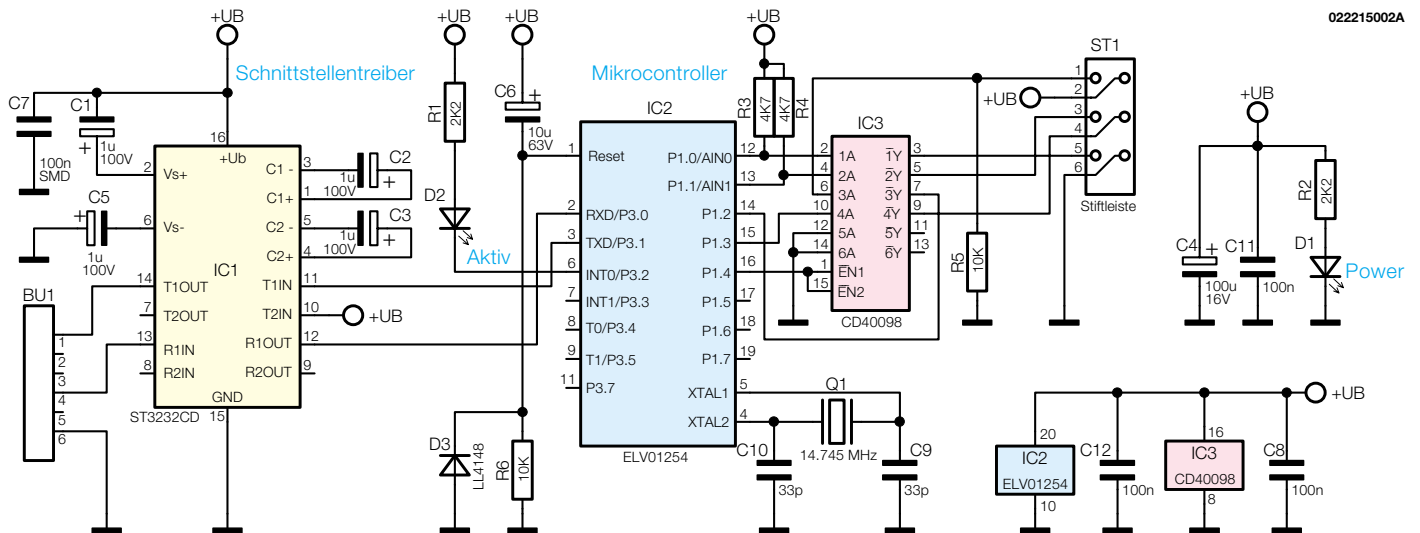 022215002A
+UB
+UB
+UB
+UB
ST1
Schnittstellentreiber
Mikrocontroller
C7
100n
SMD
C1
1u
100V
+
R1
2K2
C6
+
10u
63V
IC2
R3
4K7
4K7
R4
IC3
+UB
1
2
3
4
5
6
Stiftleiste
+UB
16
+Ub
2
Vs+
C1 -
3
C1+
1
C2
1u
100V
+
C5
+
1u
100V
6
Vs-
C2 -
5
C2+
4
C3
1u
100V
+
IC1
14
T1OUT
T1IN
11
7
T2OUT
T2IN
10
+UB
13
R1IN
R1OUT
12
8
R2IN
R2OUT
9
GND
15
ST3232CD
BU1
1
2
3
4
5
6
D2
Aktiv
1
Reset
2
RXD/P3.0
3
TXD/P3.1
6
INT0/P3.2
7
INT1/P3.3
8
T0/P3.4
9
T1/P3.5
11
P3.7
P1.0/AIN0
12
P1.1/AIN1
13
P1.2
14
P1.3
15
P1.4
16
P1.5
17
P1.6
18
P1.7
19
XTAL1
5
XTAL2
4
ELV01254
2
1A
1Y
3
4
2A
2Y
5
6
3A
3Y
7
10
4A
4Y
9
12
5A
5Y
11
14
6A
6Y
13
1
EN1
15
EN2
CD40098
R5
10K
C4
+
100u
16V
C11
100n
R2
2K2
D1
Power
D3
LL4148
R6
10K
Q1
14.745 MHz
C10
33p
C9
33p
+UB
20
IC2
ELV01254
10
C12
100n
16
IC3
CD40098
8
C8
100n